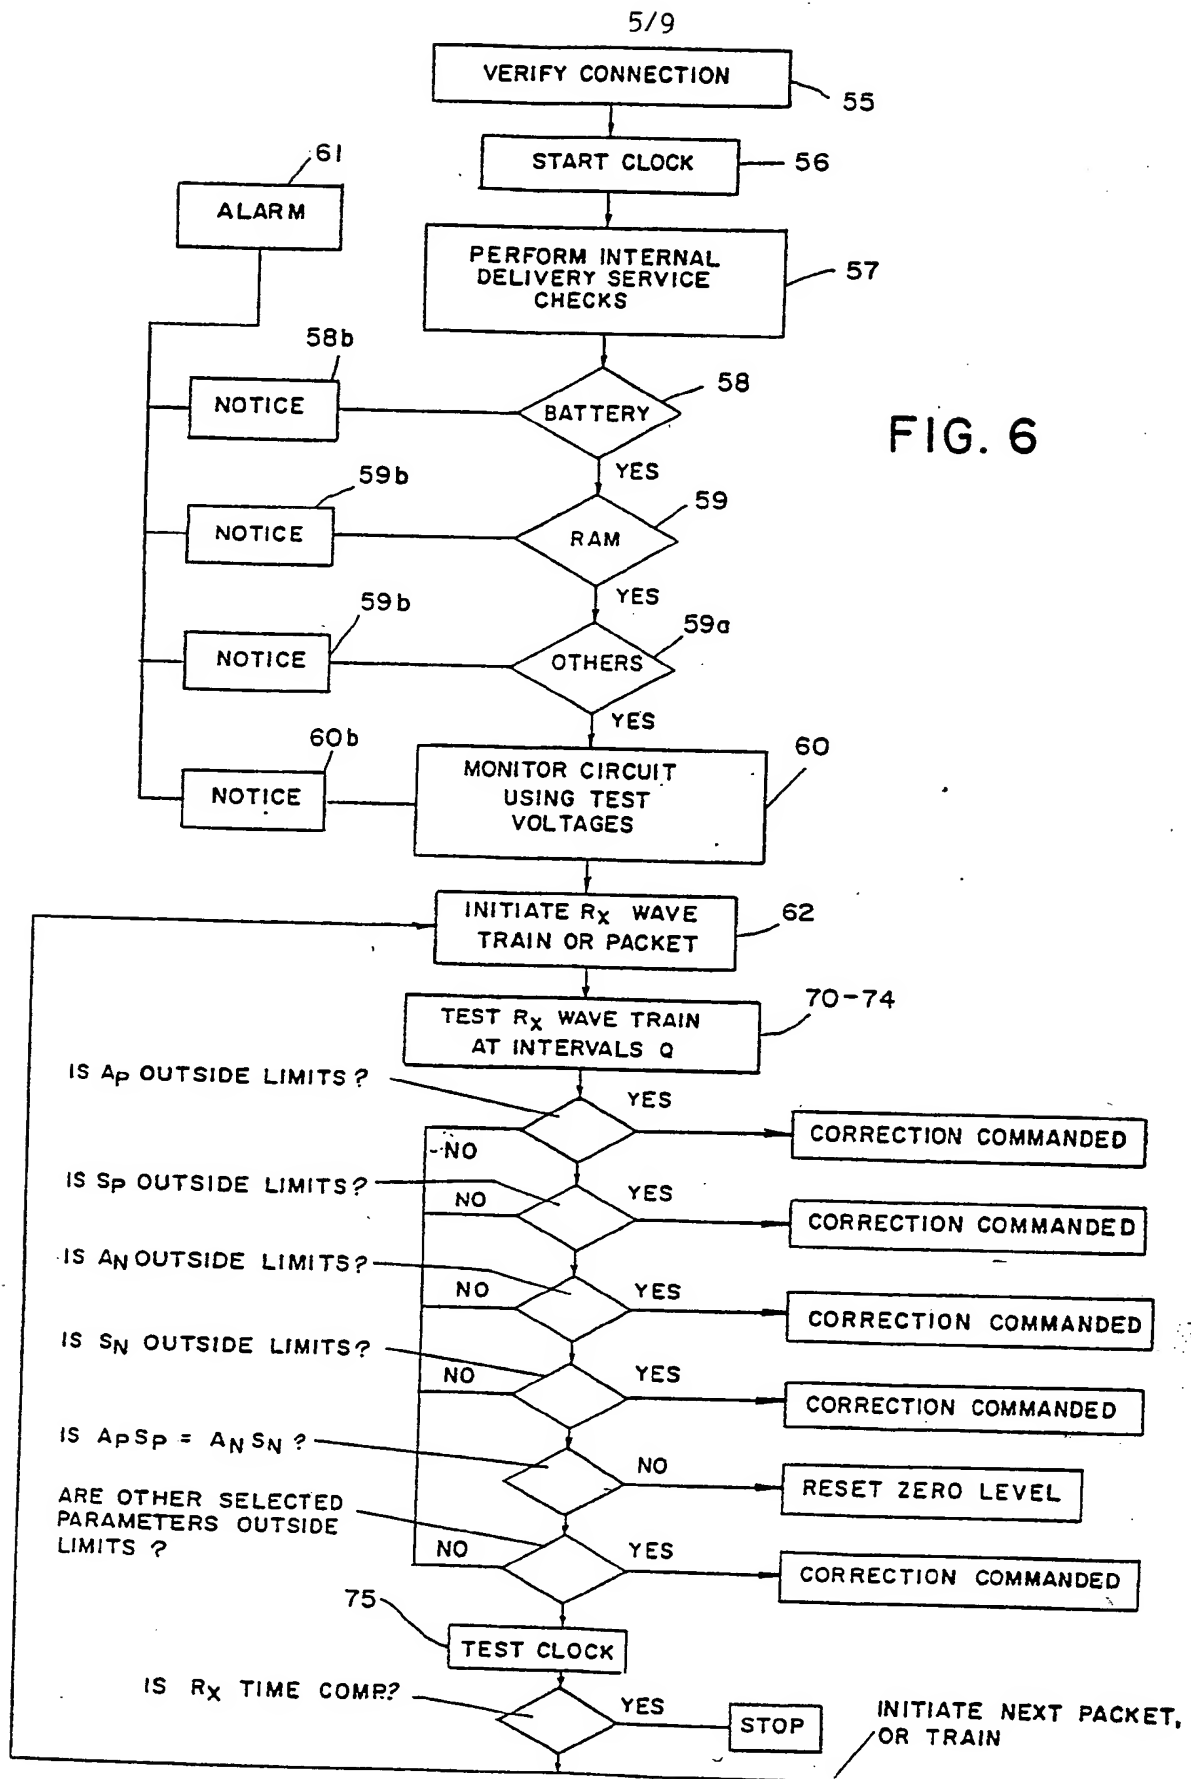 5/9
VERIFY CONNECTION
55
START CLOCK
56
61
ALARM
PERFORM INTERNAL
DELIVERY SERVICE
CHECKS
57
58b
NOTICE
BATTERY
58
FIG. 6
YES
59b
NOTICE
RAM
59
YES
59b
NOTICE
OTHERS
59a
YES
60b
NOTICE
MONITOR CIRCUIT
USING TEST
VOLTAGES
60
INITIATE RX WAVE
TRAIN OR PACKET
62
TEST RX WAVE TRAIN
AT INTERVALS Q
70-74
IS AP OUTSIDE LIMITS?
YES
NO
CORRECTION COMMANDED
IS SP OUTSIDE LIMITS?
NO
YES
CORRECTION COMMANDED
IS AN OUTSIDE LIMITS?
NO
YES
CORRECTION COMMANDED
IS SN OUTSIDE LIMITS?
NO
YES
CORRECTION COMMANDED
IS APSP = ANSN?
NO
RESET ZERO LEVEL
ARE OTHER SELECTED
PARAMETERS OUTSIDE
LIMITS ?
NO
YES
CORRECTION COMMANDED
75
TEST CLOCK
IS RX TIME COMP.?
YES
STOP
INITIATE NEXT PACKET,
OR TRAIN